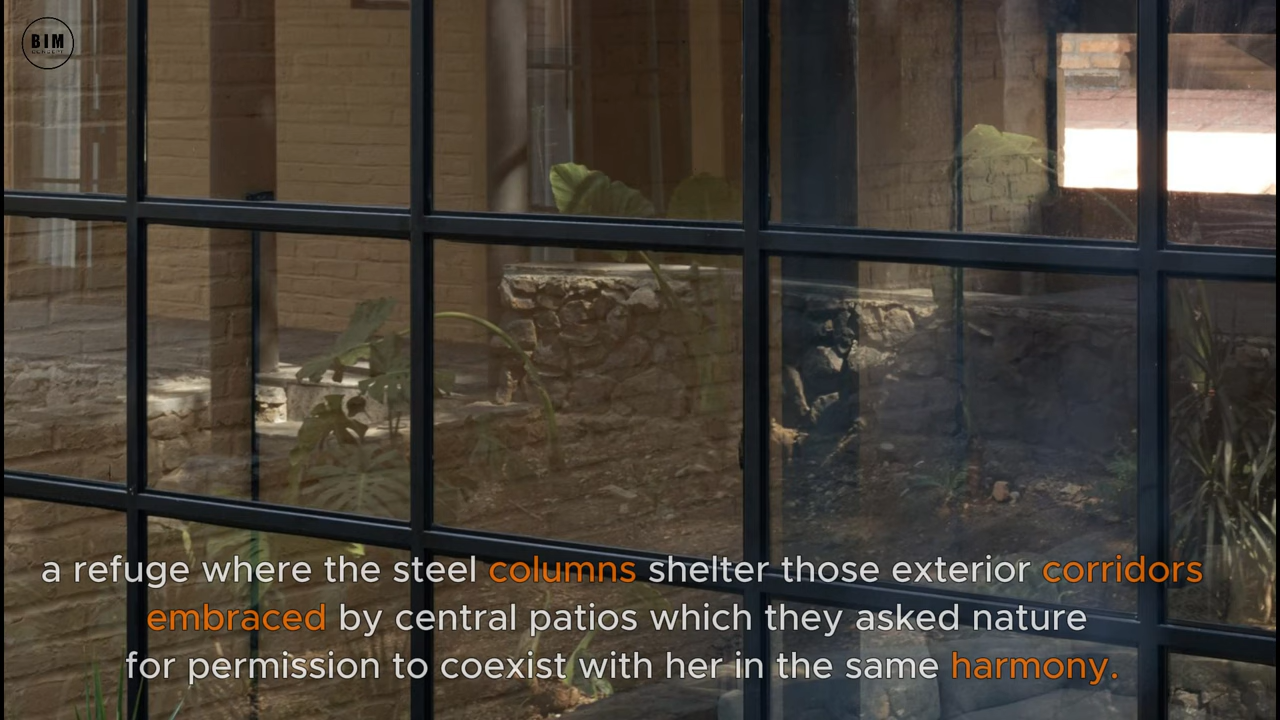 BIM
a refuge where the steel columns shelter those exterior corridors
embraced by central patios which they asked nature
for permission to coexist with her in the same harmony.